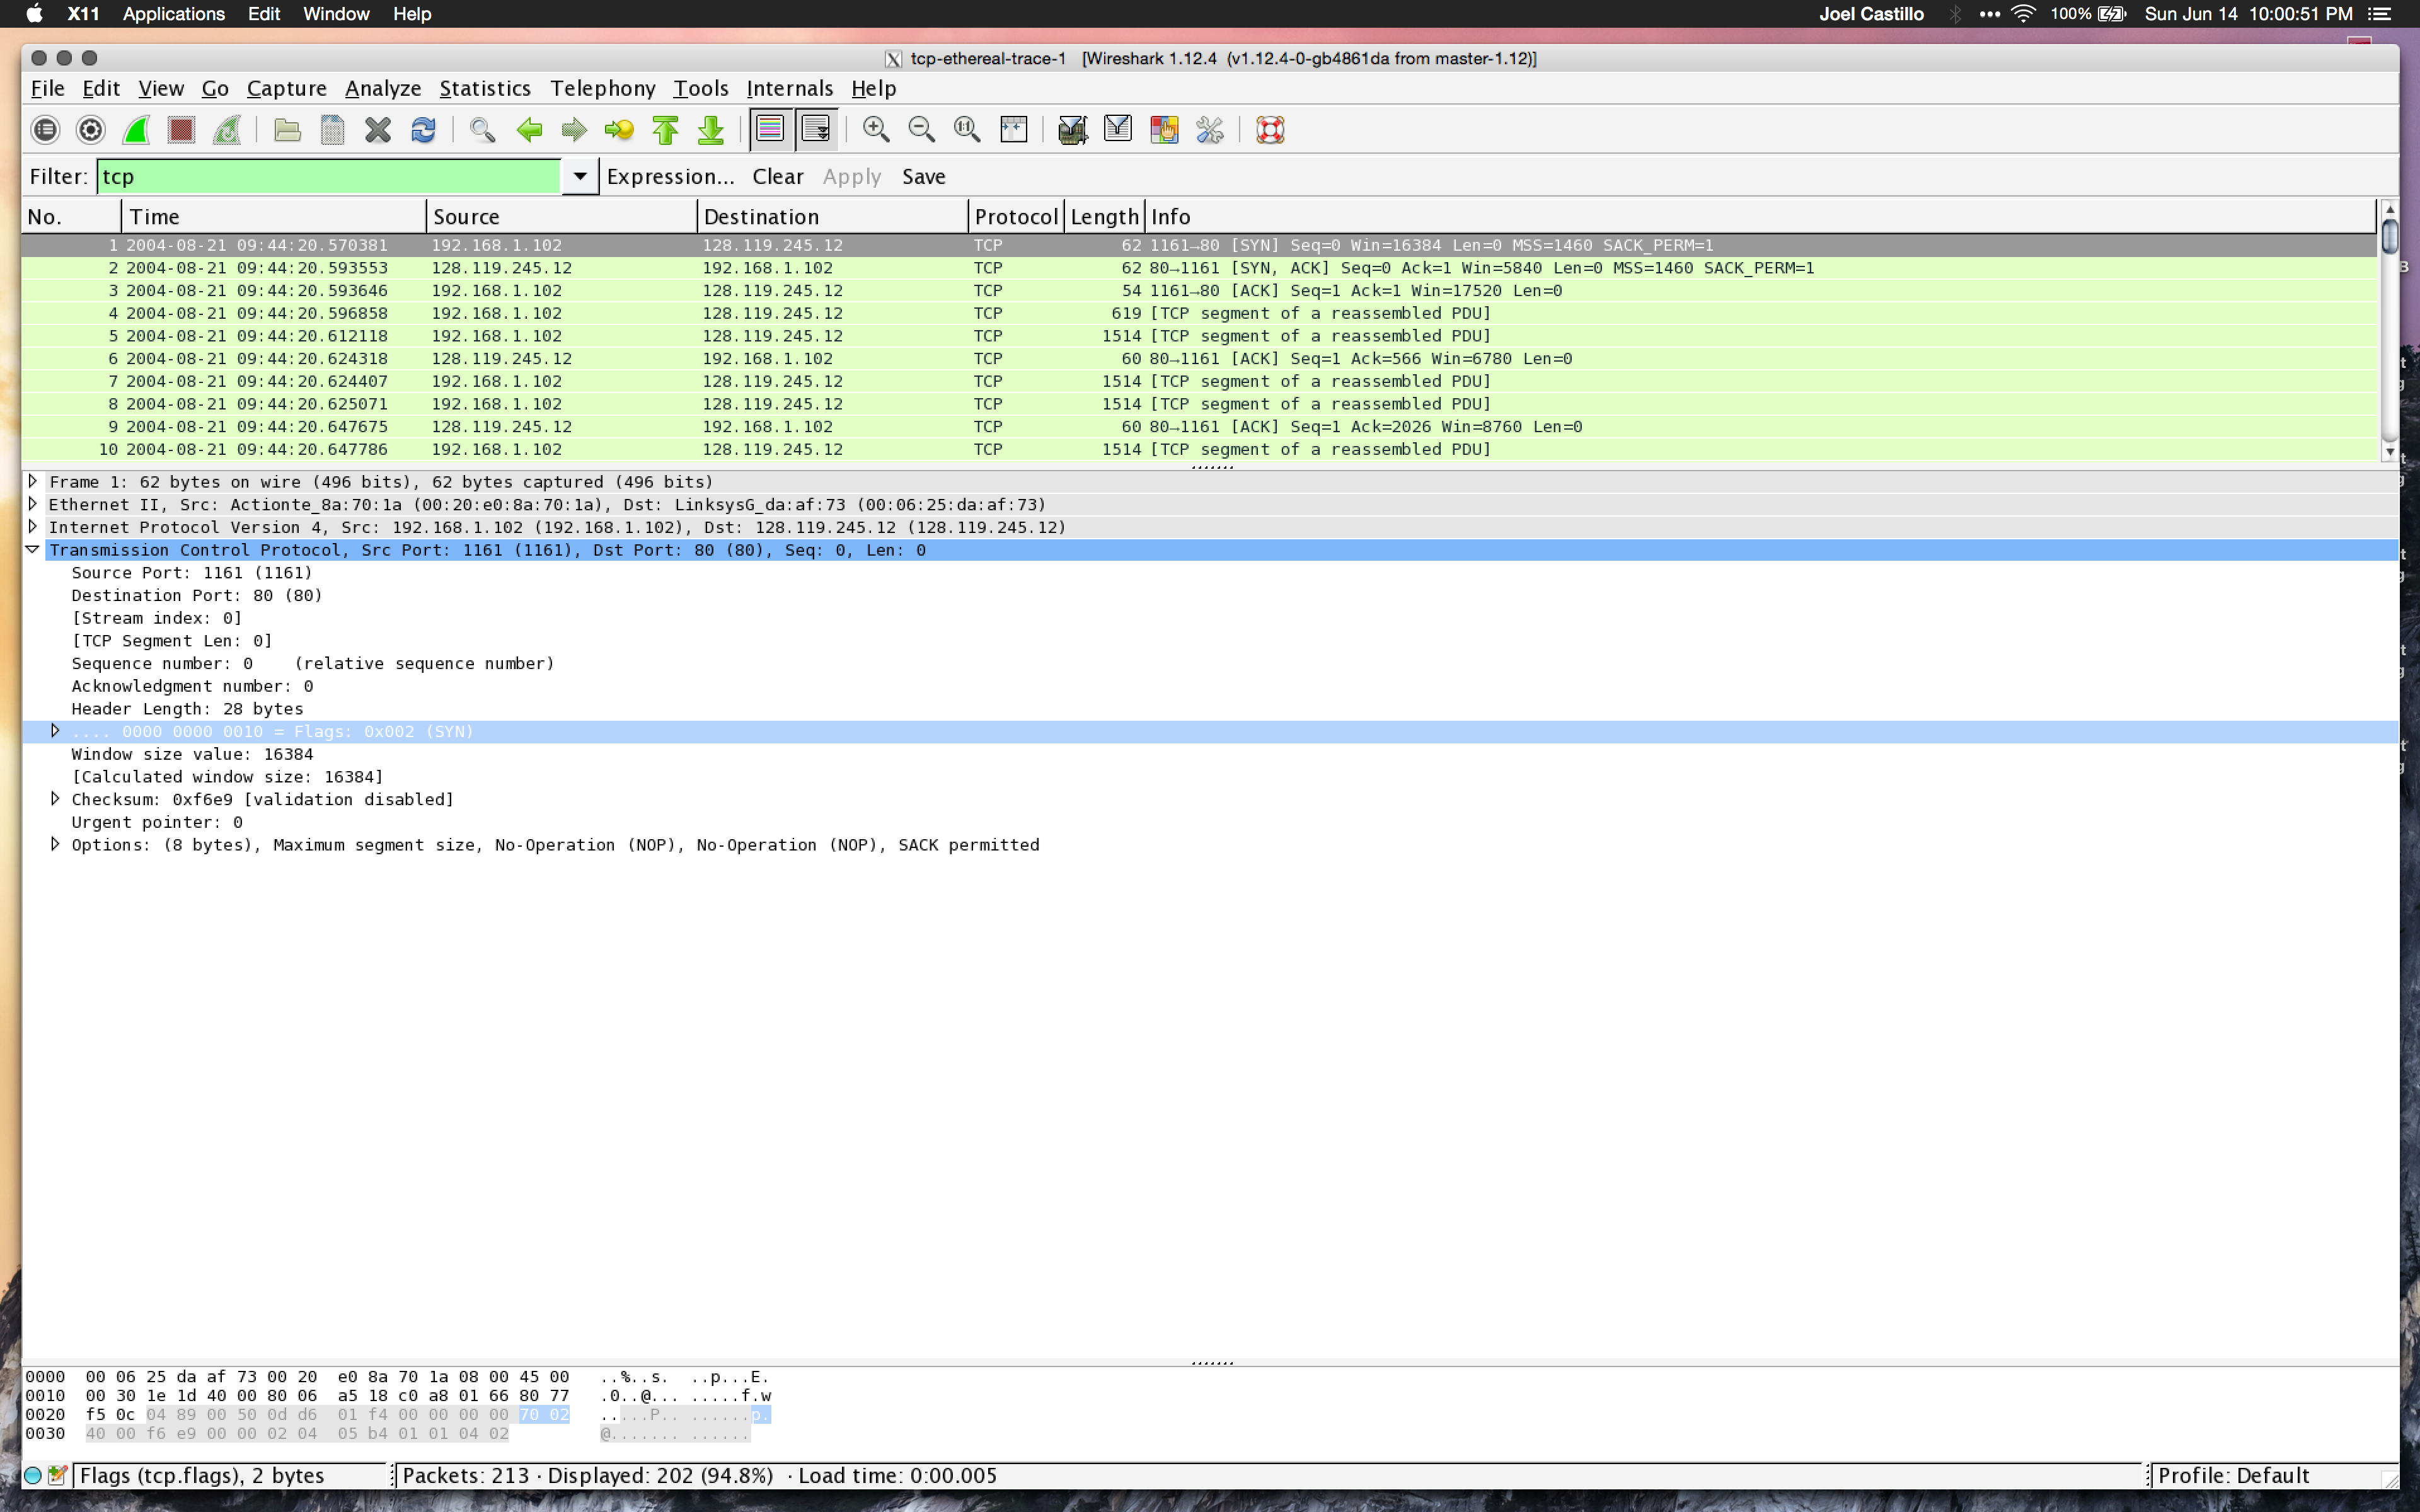 X11 Applications Edit Window Help Joel Castillo 100% Sun Jun 14 10:00:51 PM
tcp-ethereal-trace-1 [Wireshark 1.12.4 (v1.12.4-0-gb4861da from master-1.12)]
File Edit View Go Capture Analyze Statistics Telephony Tools Internals Help
Filter: tcp Expression... Clear Apply Save
No. Time Source Destination Protocol Length Info
1 2004-08-21 09:44:20.570381 192.168.1.102 128.119.245.12 TCP 62 1161→80 [SYN] Seq=0 Win=16384 Len=0 MSS=1460 SACK_PERM=1
2 2004-08-21 09:44:20.593553 128.119.245.12 192.168.1.102 TCP 62 80→1161 [SYN, ACK] Seq=0 Ack=1 Win=5840 Len=0 MSS=1460 SACK_PERM=1
3 2004-08-21 09:44:20.593646 192.168.1.102 128.119.245.12 TCP 54 1161→80 [ACK] Seq=1 Ack=1 Win=17520 Len=0
4 2004-08-21 09:44:20.596858 192.168.1.102 128.119.245.12 TCP 619 [TCP segment of a reassembled PDU]
5 2004-08-21 09:44:20.612118 192.168.1.102 128.119.245.12 TCP 1514 [TCP segment of a reassembled PDU]
6 2004-08-21 09:44:20.624318 128.119.245.12 192.168.1.102 TCP 60 80→1161 [ACK] Seq=1 Ack=566 Win=6780 Len=0
7 2004-08-21 09:44:20.624407 192.168.1.102 128.119.245.12 TCP 1514 [TCP segment of a reassembled PDU]
8 2004-08-21 09:44:20.625071 192.168.1.102 128.119.245.12 TCP 1514 [TCP segment of a reassembled PDU]
9 2004-08-21 09:44:20.647675 128.119.245.12 192.168.1.102 TCP 60 80→1161 [ACK] Seq=1 Ack=2026 Win=8760 Len=0
10 2004-08-21 09:44:20.647786 192.168.1.102 128.119.245.12 TCP 1514 [TCP segment of a reassembled PDU]
Frame 1: 62 bytes on wire (496 bits), 62 bytes captured (496 bits)
Ethernet II, Src: Actionte_8a:70:1a (00:20:e0:8a:70:1a), Dst: LinksysG_da:af:73 (00:06:25:da:af:73)
Internet Protocol Version 4, Src: 192.168.1.102 (192.168.1.102), Dst: 128.119.245.12 (128.119.245.12)
Transmission Control Protocol, Src Port: 1161 (1161), Dst Port: 80 (80), Seq: 0, Len: 0
Source Port: 1161 (1161)
Destination Port: 80 (80)
[Stream index: 0]
[TCP Segment Len: 0]
Sequence number: 0 (relative sequence number)
Acknowledgment number: 0
Header Length: 28 bytes
.... 0000 0000 0010 = Flags: 0x002 (SYN)
Window size value: 16384
[Calculated window size: 16384]
Checksum: 0xf6e9 [validation disabled]
Urgent pointer: 0
Options: (8 bytes), Maximum segment size, No-Operation (NOP), No-Operation (NOP), SACK permitted
0000 00 06 25 da af 73 00 20 e0 8a 70 1a 08 00 45 00 ..%..s. ..p...E.
0010 00 30 1e 1d 40 00 80 06 a5 18 c0 a8 01 66 80 77 .0..@... .....f.w
0020 f5 0c 04 89 00 50 0d d6 01 f4 00 00 00 00 70 02 .....P.. ......p.
0030 40 00 f6 e9 00 00 02 04 05 b4 01 01 04 02 @....... ......
Flags (tcp.flags), 2 bytes Packets: 213 · Displayed: 202 (94.8%) · Load time: 0:00.005 Profile: Default